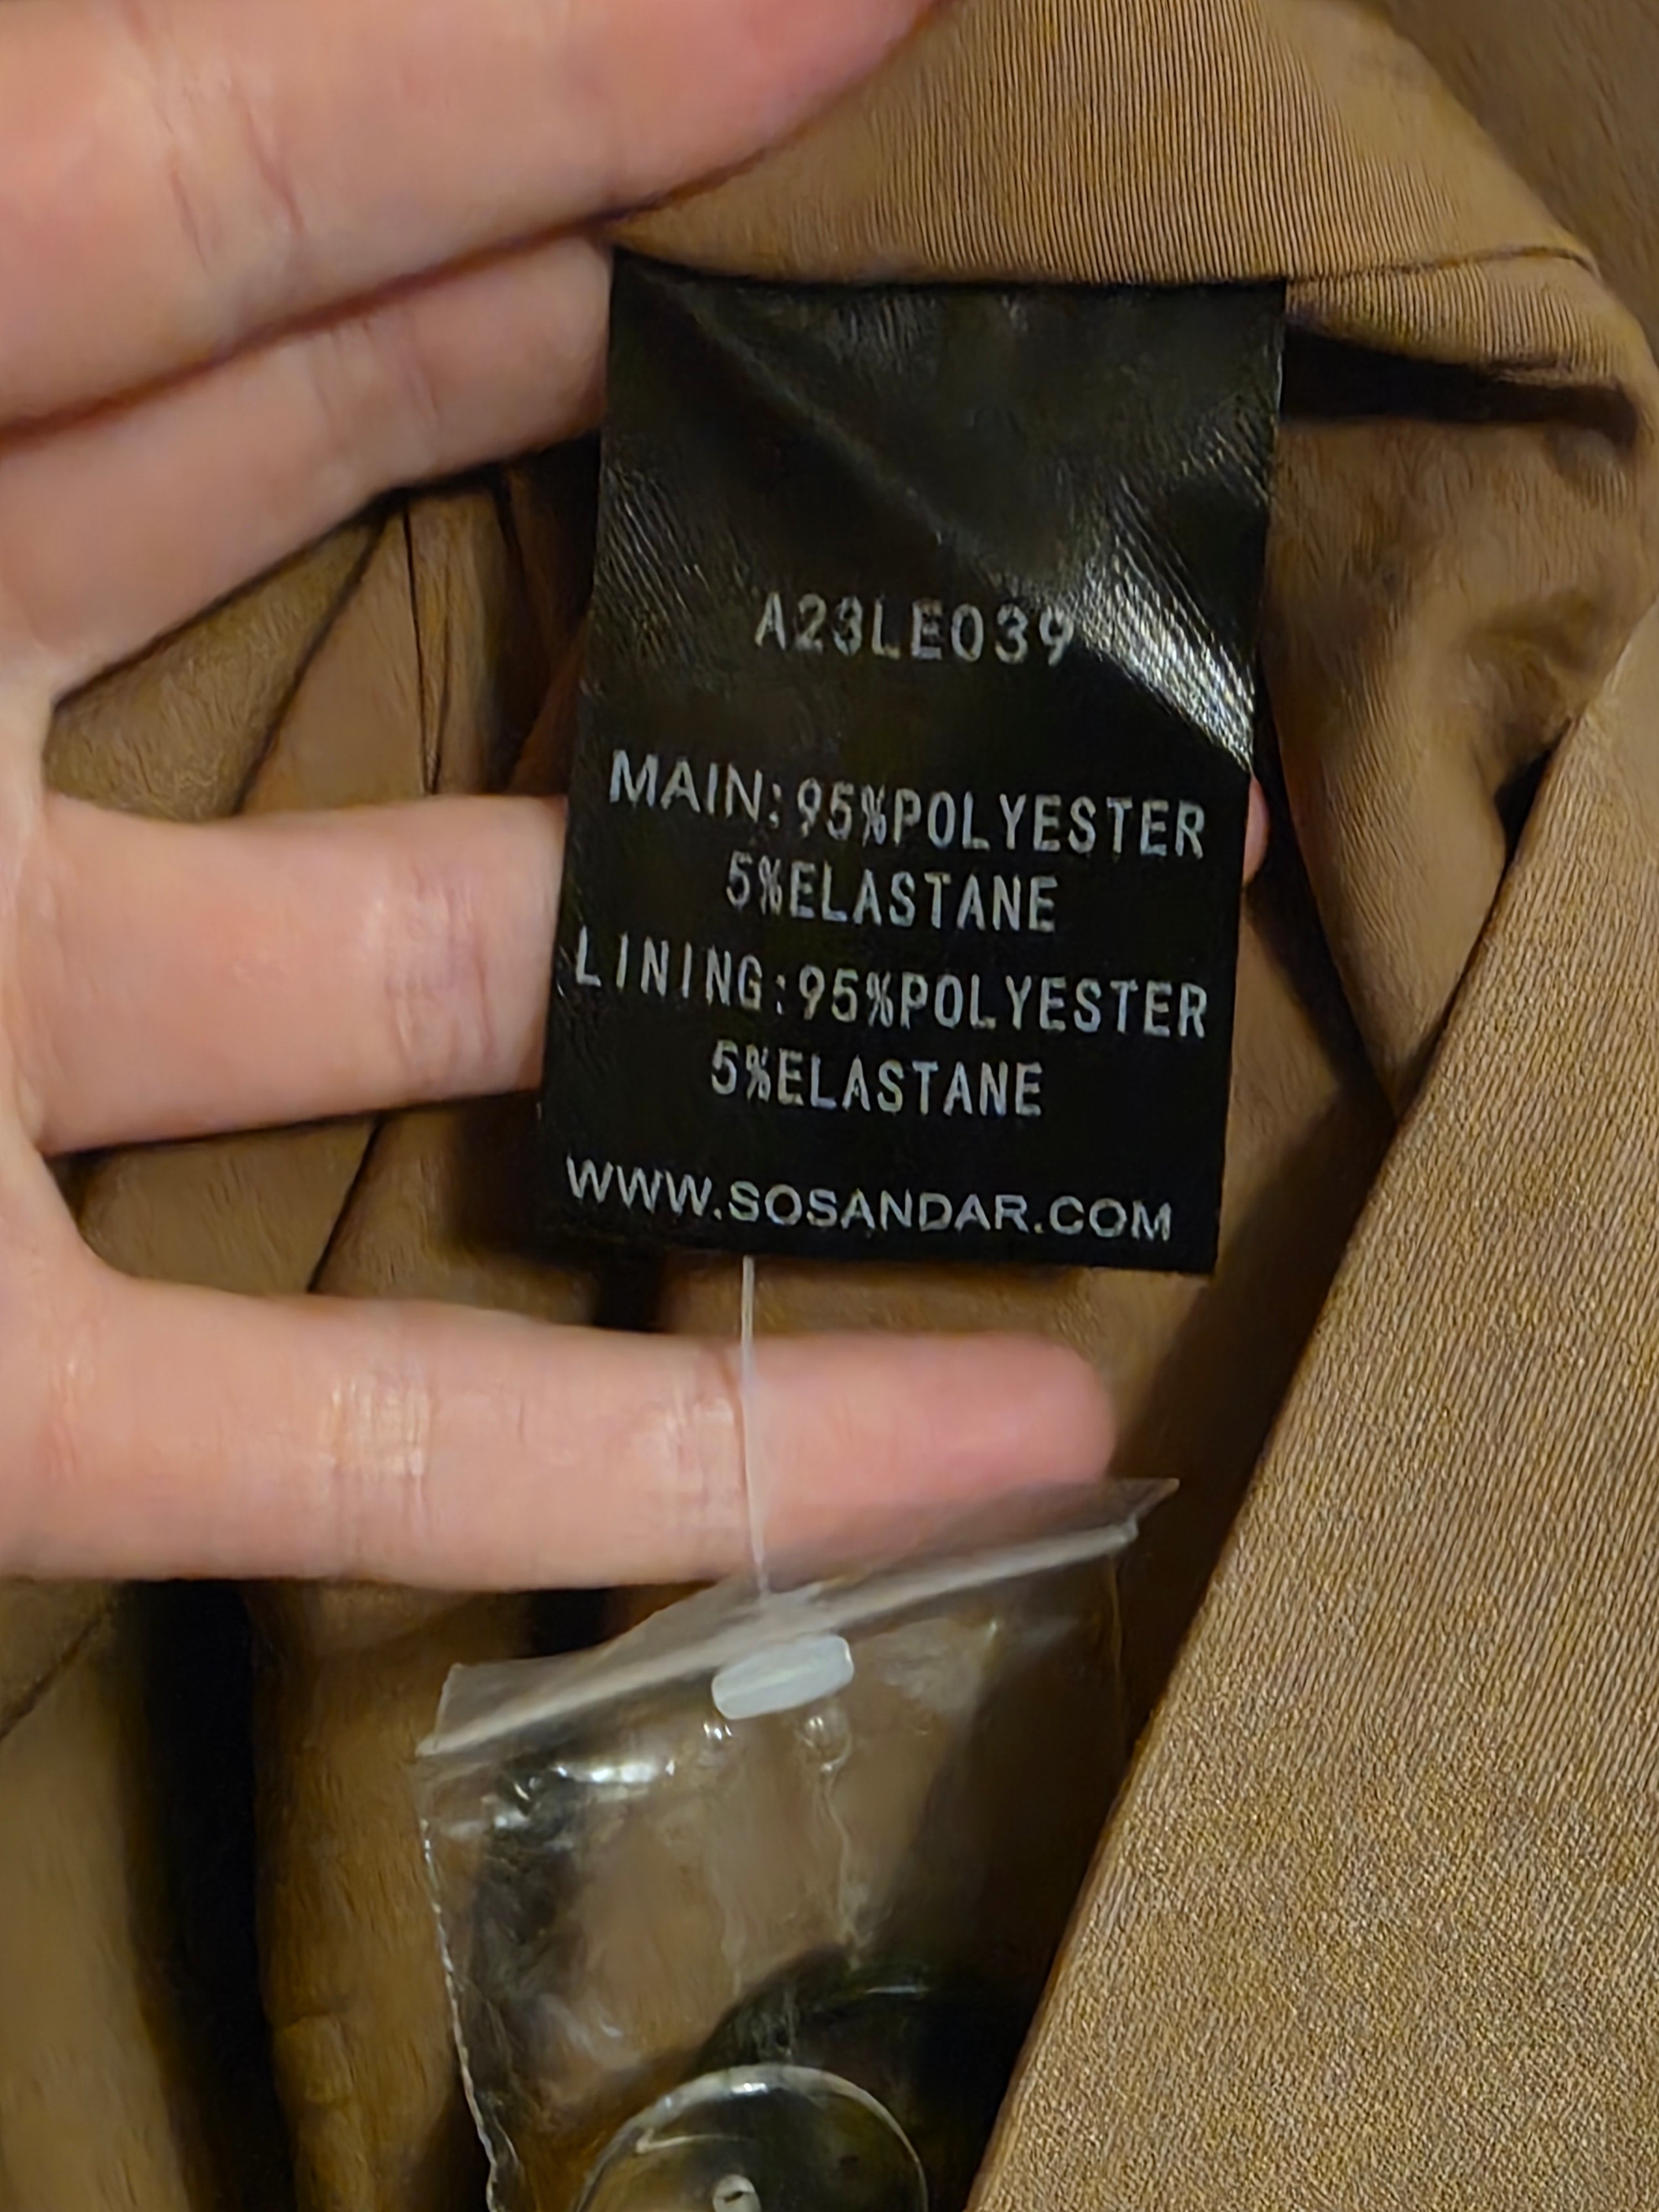 A23LE039
MAIN:95%POLYESTER
5%ELASTANE
LINING:95%POLYESTER
5%ELASTANE
WWW.SOSANDAR.COM